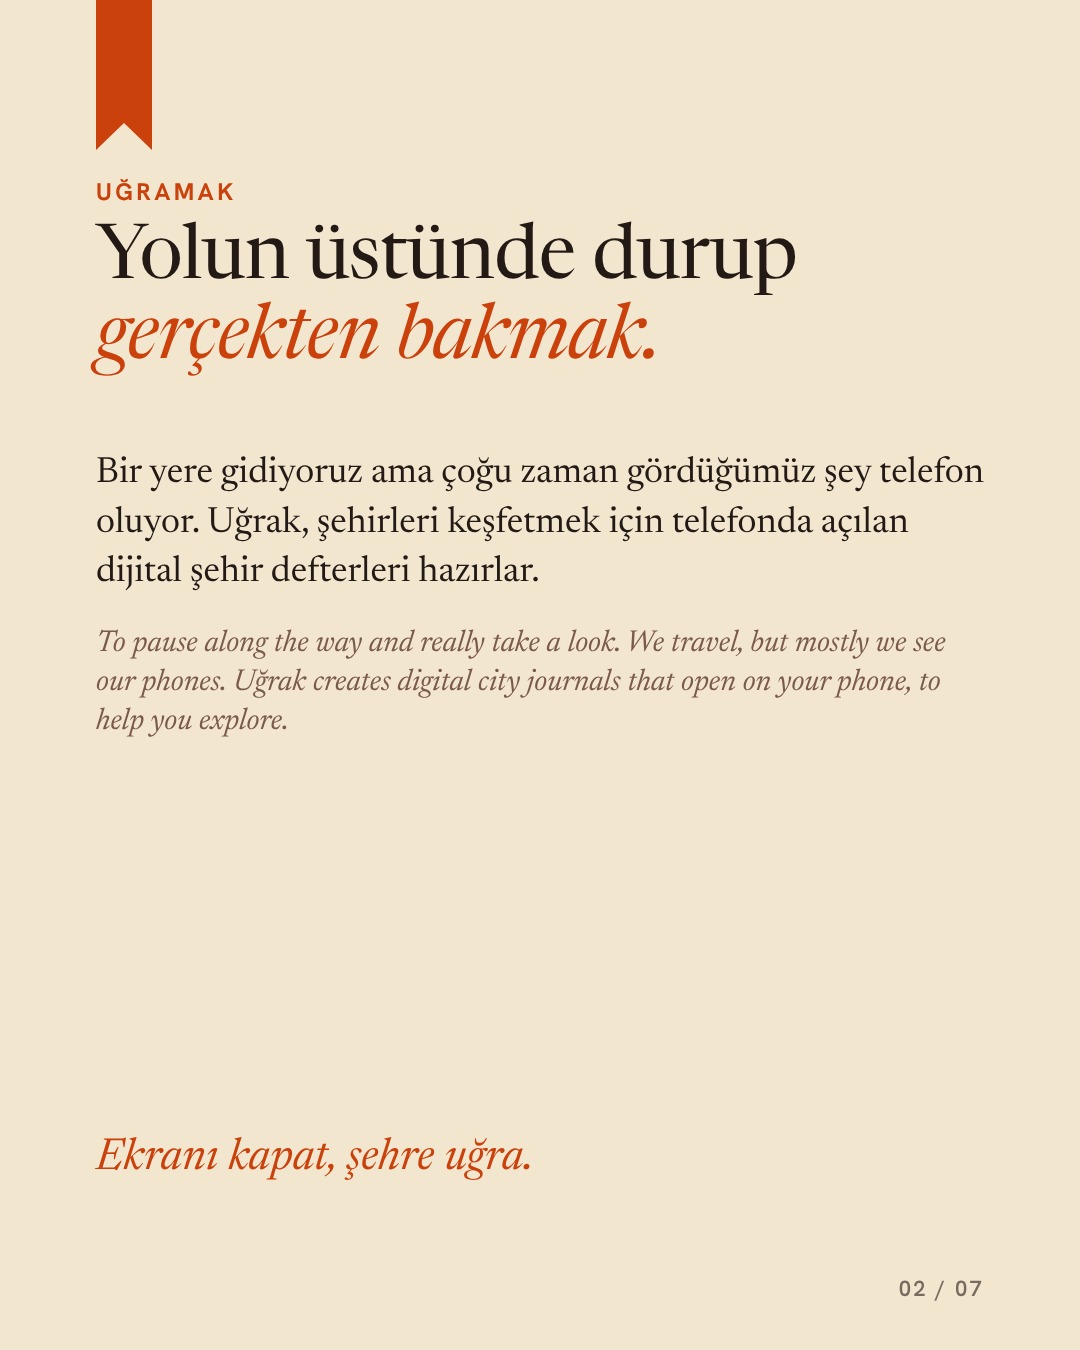 UĞRAMAK
Yolun üstünde durup
gerçekten bakmak.
Bir yere gidiyoruz ama çoğu zaman gördüğümüz şey telefon
oluyor. Uğrak, şehirleri keşfetmek için telefonda açılan
dijital şehir defterleri hazırlar.
To pause along the way and really take a look. We travel, but mostly we see
our phones. Uğrak creates digital city journals that open on your phone, to
help you explore.
Ekranı kapat, şehre uğra.
02 / 07